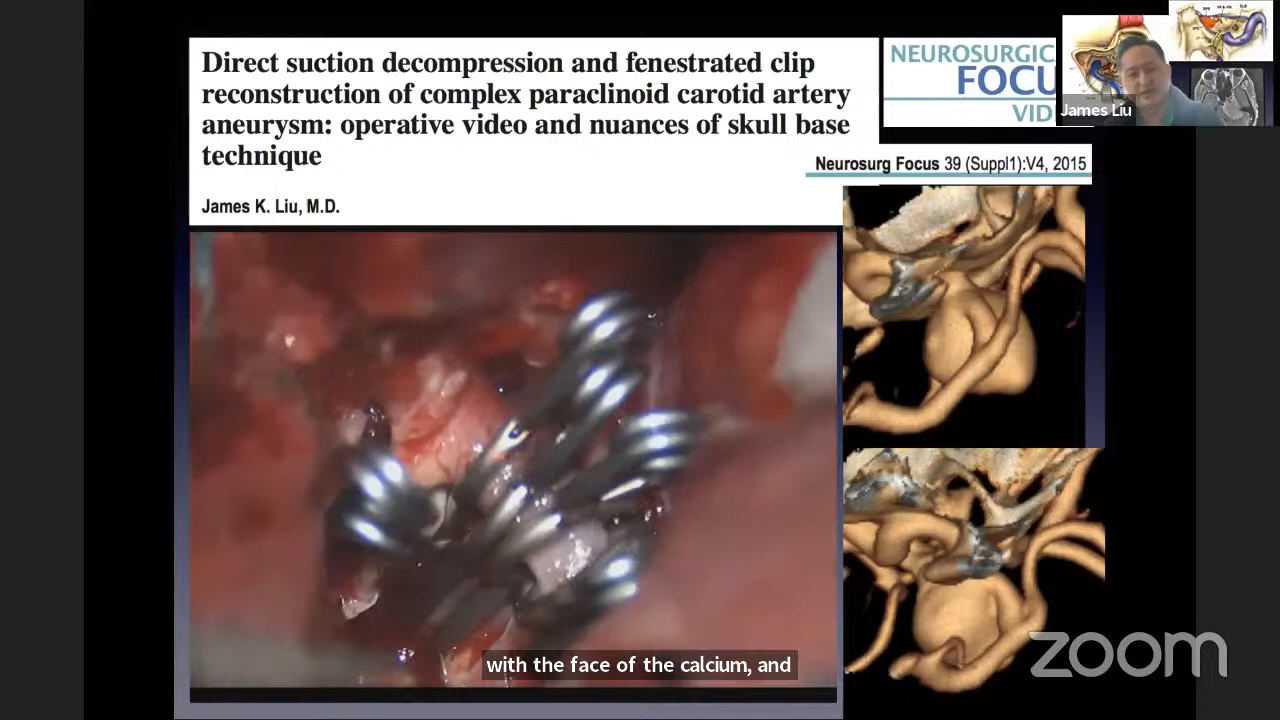 Direct suction decompression and fenestrated clip
reconstruction of complex paraclinoid carotid artery
aneurysm: operative video and nuances of skull base
technique
James K. Liu, M.D.
NEUROSURGIC
FOCU
VID
Neurosurg Focus 39 (Suppl1):V4, 2015
James Liu
with the face of the calcium, and
zoom